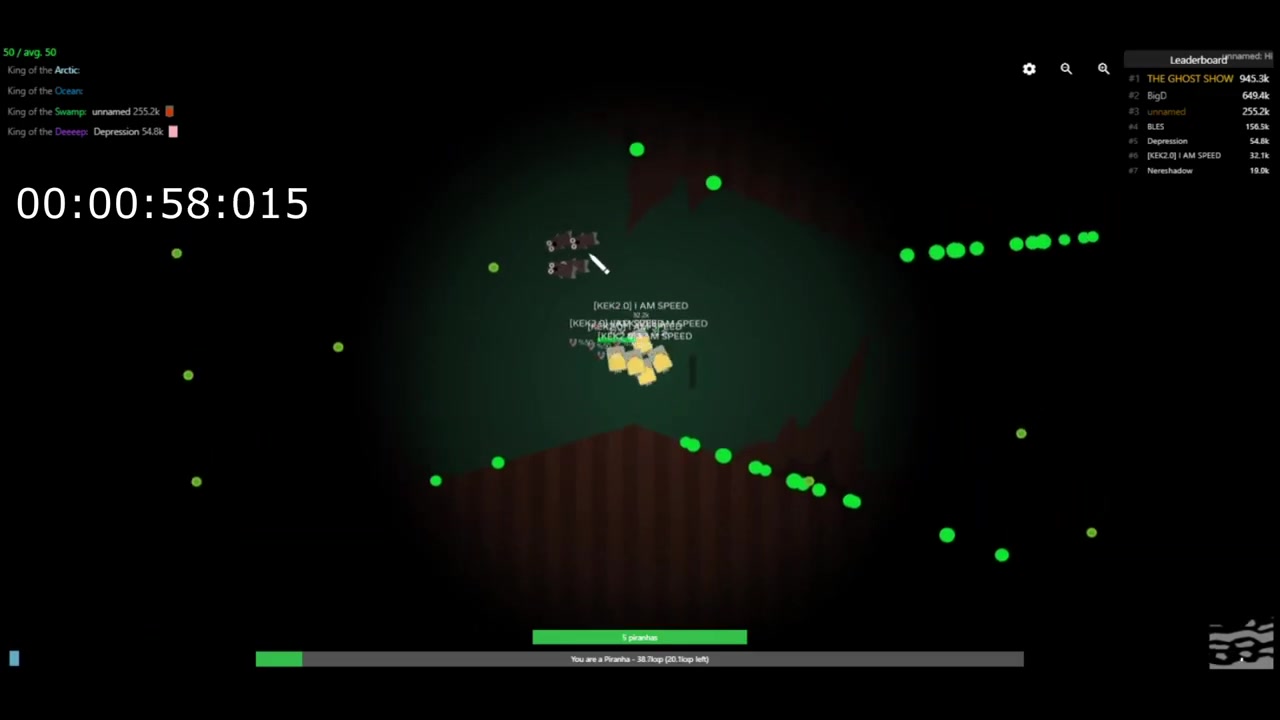 50 / avg. 50
King of the Arctic:
King of the Ocean:
King of the Swamp: unnamed 255.2k
King of the Deeeep: Depression 54.8k
00:00:58:015
unnamed: Hi
Leaderboard
#1 THE GHOST SHOW 945.3k
#2 BigD 649.4k
#3 unnamed 255.2k
#4 BLES 156.5k
#5 Depression 54.8k
#6 [KEK2.0] I AM SPEED 32.1k
#7 Nereshadow 19.0k
[KEK2.0] I AM SPEED
5 piranhas
You are a Piranha - 38.7kxp (20.1kxp left)